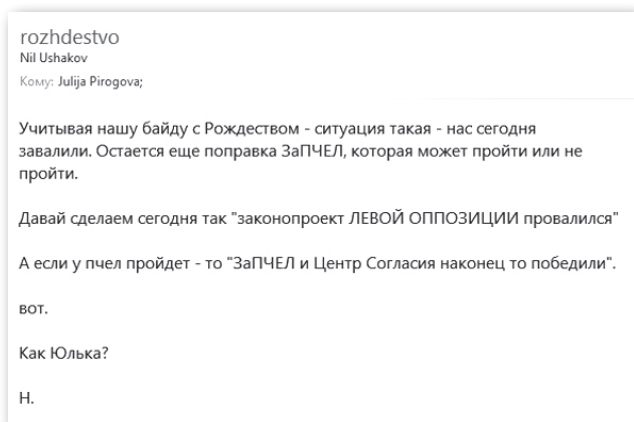 rozhdestvo
Nil Ushakov
Кому: Julija Pirogova;
Учитывая нашу байду с Рождеством - ситуация такая - нас сегодня
завалили. Остается еще поправка ЗаПЧЕЛ, которая может пройти или не
пройти.
Давай сделаем сегодня так "законопроект ЛЕВОЙ ОППОЗИЦИИ провалился"
А если у пчел пройдет - то "ЗаПЧЕЛ и Центр Согласия наконец то победили".
вот.
Как Юлька?
Н.